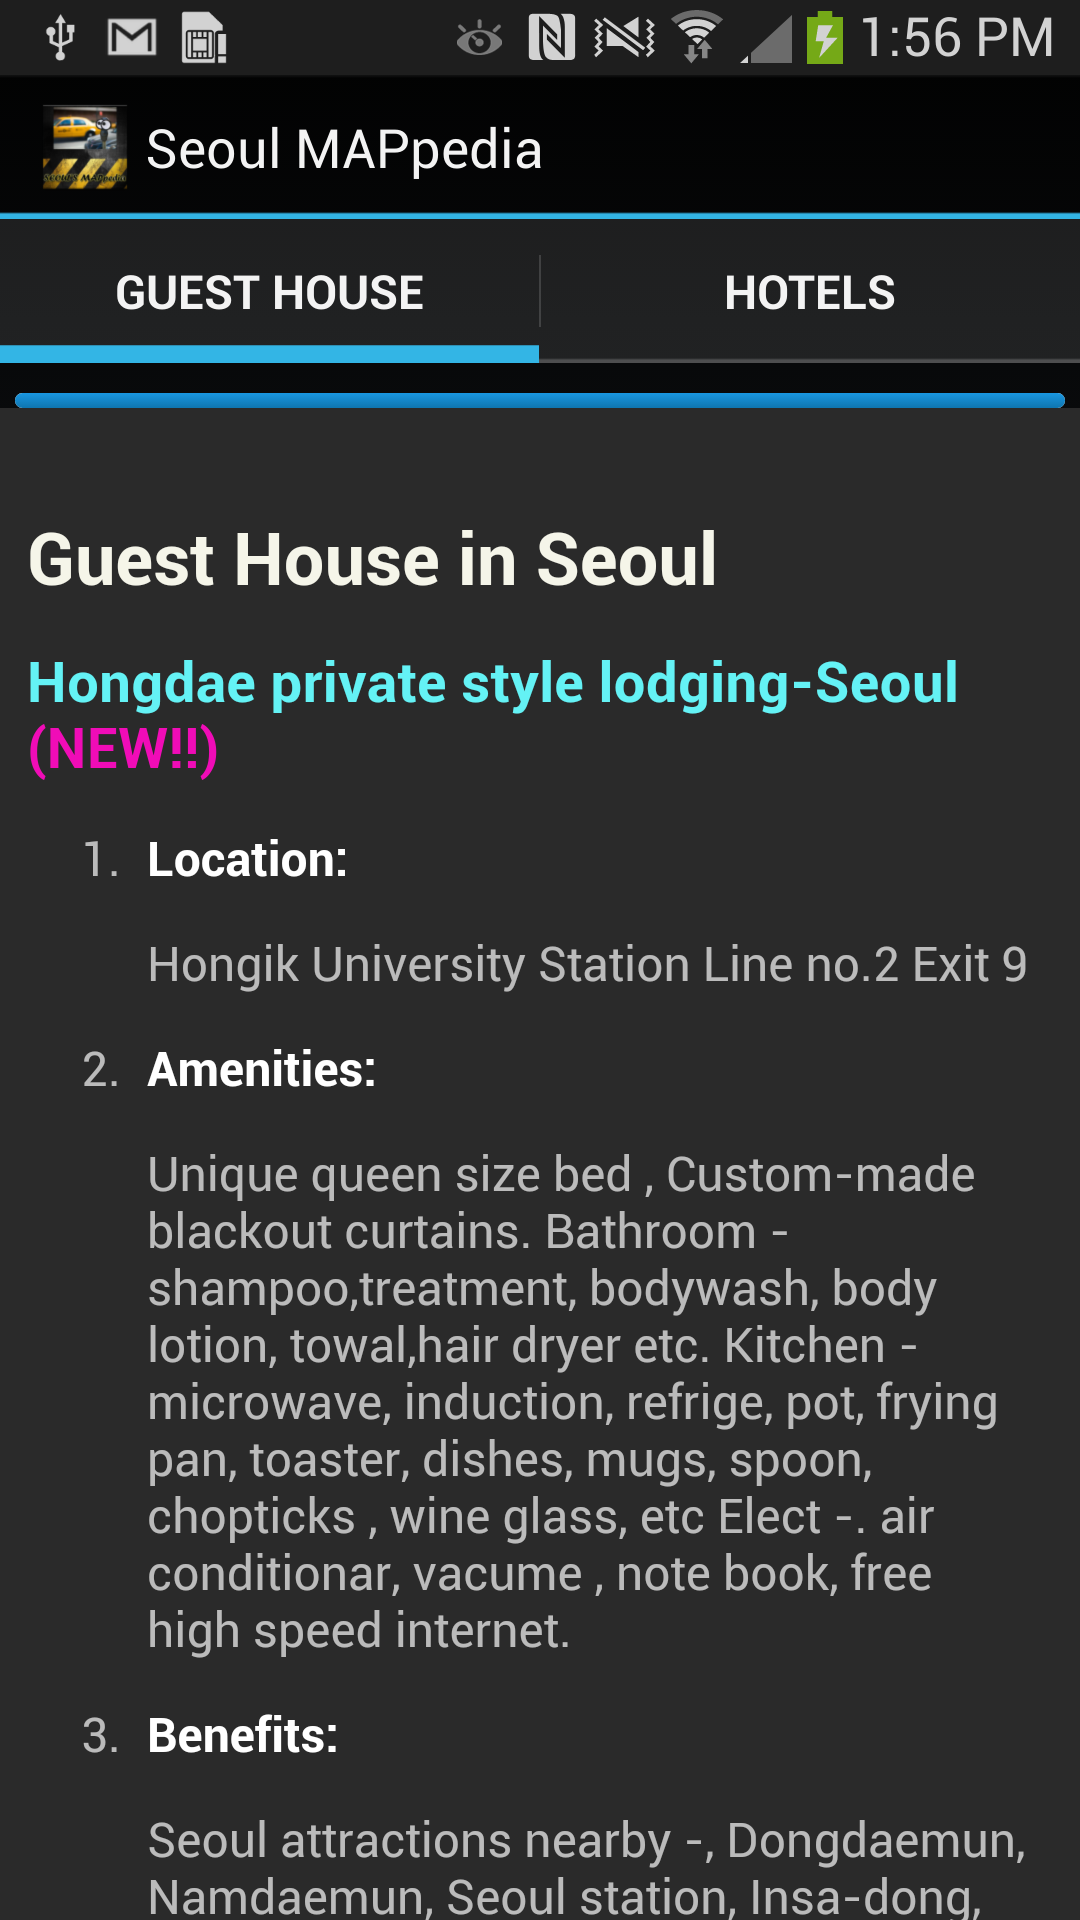 1:56 PM
Seoul MAPpedia
GUEST HOUSE
HOTELS
Guest House in Seoul
Hongdae private style lodging-Seoul
(NEW!!)
1. Location:
Hongik University Station Line no.2 Exit 9
2. Amenities:
Unique queen size bed , Custom-made
blackout curtains. Bathroom -
shampoo,treatment, bodywash, body
lotion, towal,hair dryer etc. Kitchen -
microwave, induction, refrige, pot, frying
pan, toaster, dishes, mugs, spoon,
chopticks , wine glass, etc Elect -. air
conditionar, vacume , note book, free
high speed internet.
3. Benefits:
Seoul attractions nearby -, Dongdaemun,
Namdaemun, Seoul station, Insa-dong,